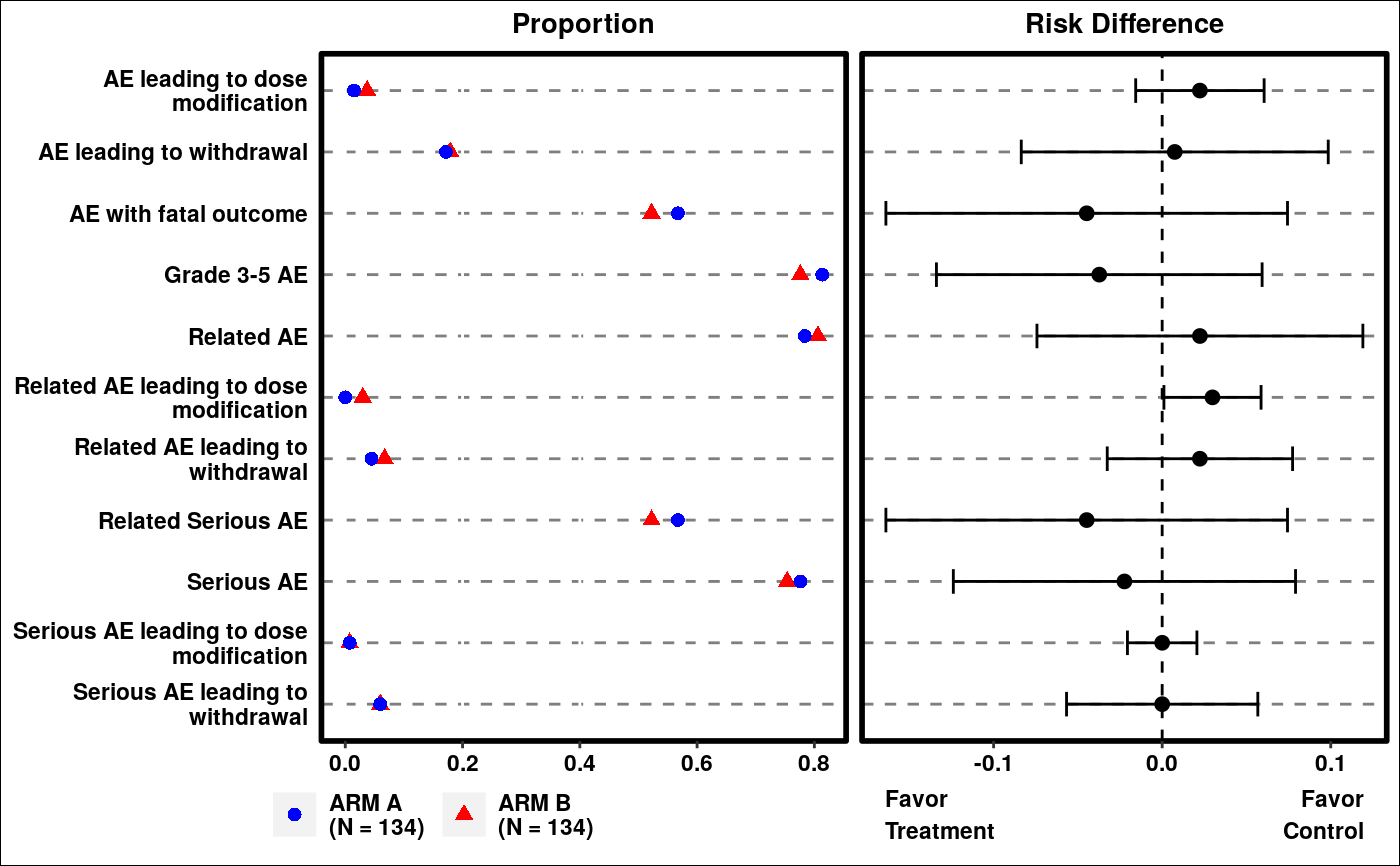 Proportion
Risk Difference
AE leading to dose
modification
AE leading to withdrawal
AE with fatal outcome
Grade 3-5 AE
Related AE
Related AE leading to dose
modification
Related AE leading to
withdrawal
Related Serious AE
Serious AE
Serious AE leading to dose
modification
Serious AE leading to
withdrawal
0.0 0.2 0.4 0.6 0.8
-0.1 0.0 0.1
Favor
Treatment
Favor
Control
ARM A
(N = 134)
ARM B
(N = 134)